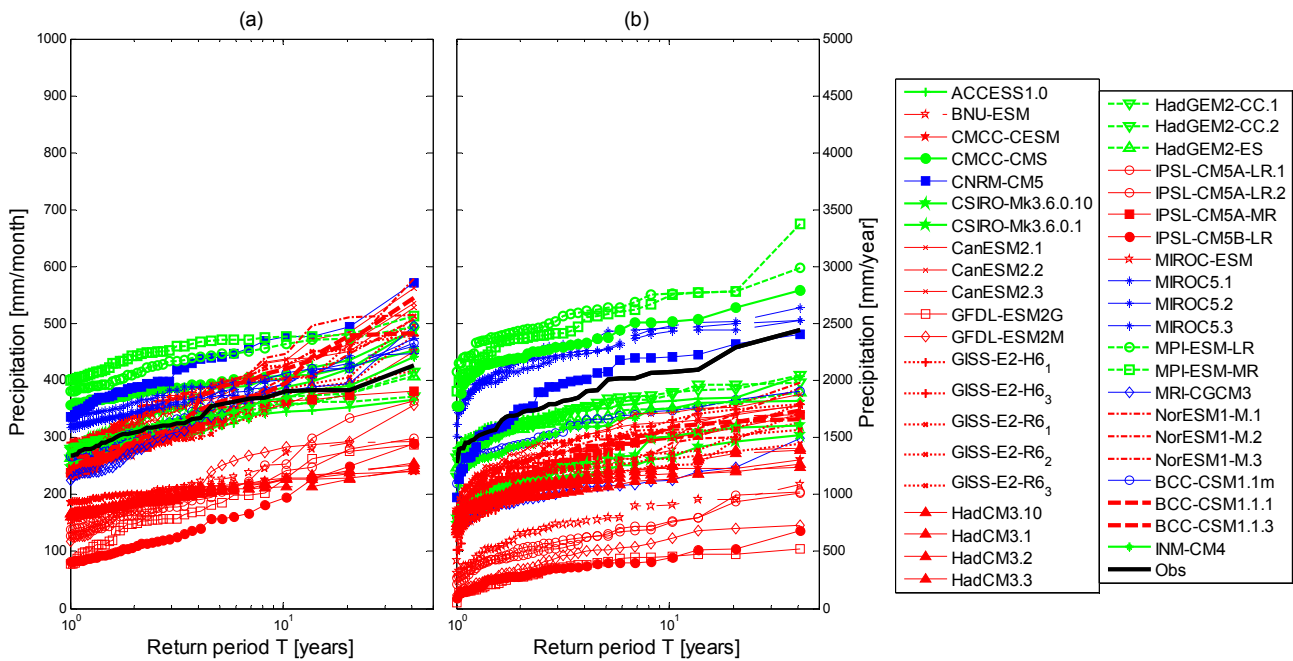 (a)
(b)
1000
900
800
700
600
500
400
300
200
100
0
Precipitation [mm/month]
10^0
10^1
Return period T [years]
5000
4500
4000
3500
3000
2500
2000
1500
1000
500
0
Precipitation [mm/year]
10^0
10^1
Return period T [years]
ACCESS1.0
BNU-ESM
CMCC-CESM
CMCC-CMS
CNRM-CM5
CSIRO-Mk3.6.0.10
CSIRO-Mk3.6.0.1
CanESM2.1
CanESM2.2
CanESM2.3
GFDL-ESM2G
GFDL-ESM2M
GISS-E2-H6_1
GISS-E2-H6_3
GISS-E2-R6_1
GISS-E2-R6_2
GISS-E2-R6_3
HadCM3.10
HadCM3.1
HadCM3.2
HadCM3.3
HadGEM2-CC.1
HadGEM2-CC.2
HadGEM2-ES
IPSL-CM5A-LR.1
IPSL-CM5A-LR.2
IPSL-CM5A-MR
IPSL-CM5B-LR
MIROC-ESM
MIROC5.1
MIROC5.2
MIROC5.3
MPI-ESM-LR
MPI-ESM-MR
MRI-CGCM3
NorESM1-M.1
NorESM1-M.2
NorESM1-M.3
BCC-CSM1.1m
BCC-CSM1.1.1
BCC-CSM1.1.3
INM-CM4
Obs